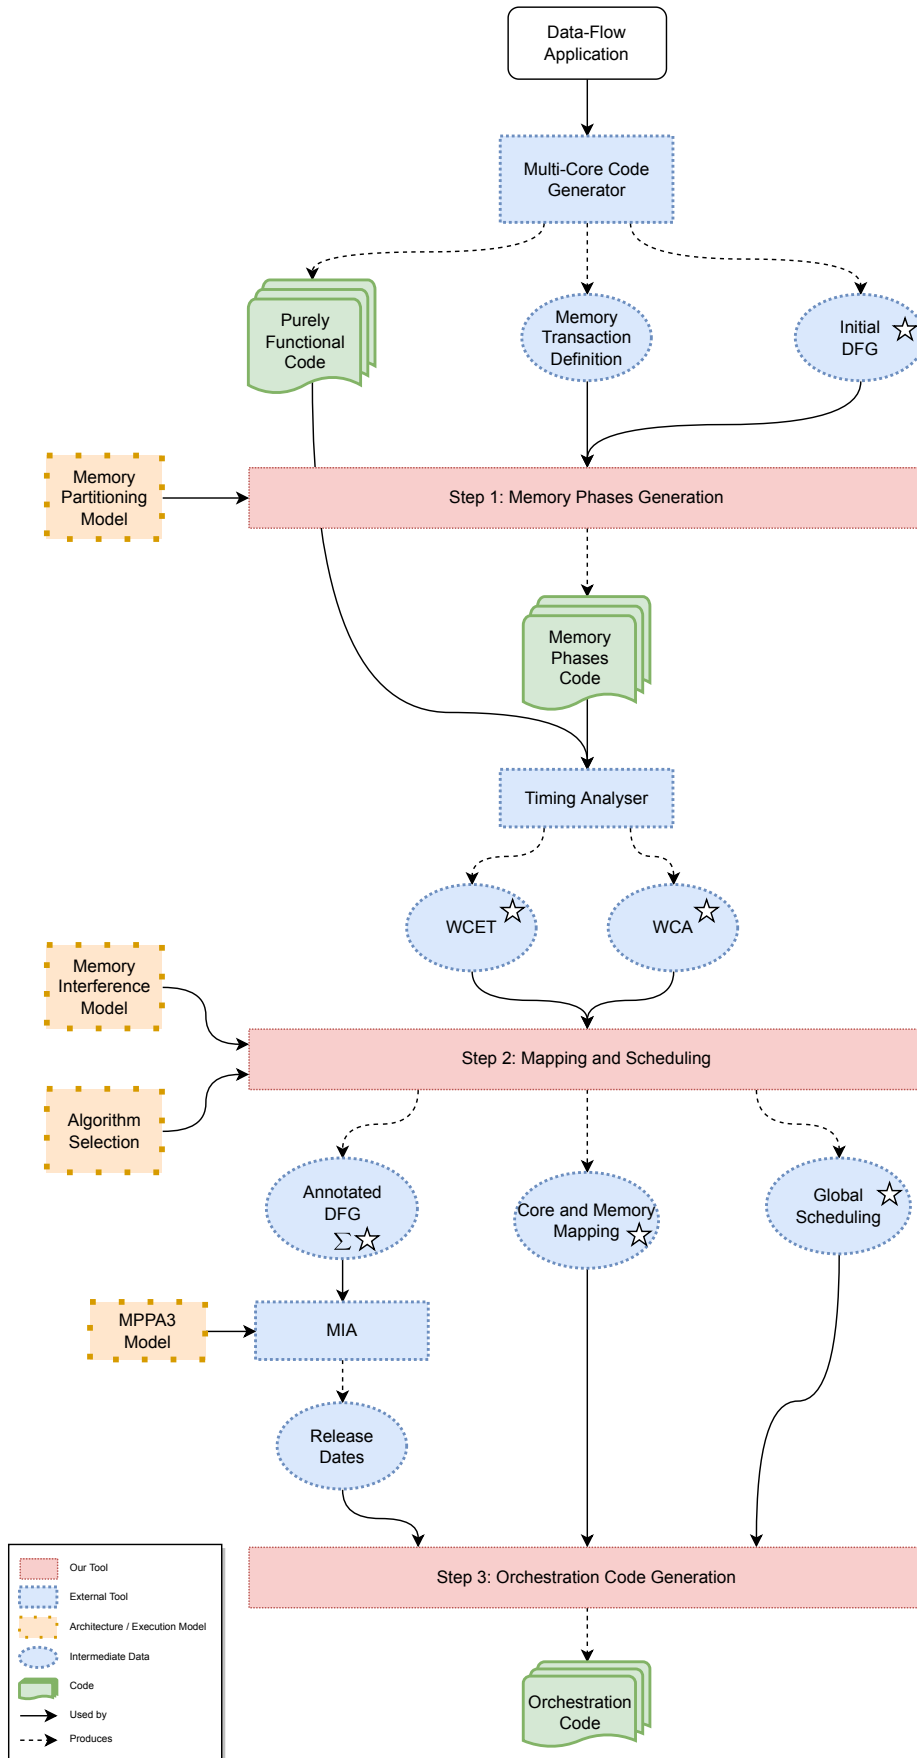 Data-Flow
Application
Multi-Core Code
Generator
Purely
Functional
Code
Memory
Transaction
Definition
Initial
DFG
Memory
Partitioning
Model
Step 1: Memory Phases Generation
Memory
Phases
Code
Timing Analyser
WCET
WCA
Memory
Interference
Model
Step 2: Mapping and Scheduling
Algorithm
Selection
Annotated
DFG
Σ
Core and Memory
Mapping
Global
Scheduling
MPPA3
Model
MIA
Release
Dates
Step 3: Orchestration Code Generation
Orchestration
Code
Our Tool
External Tool
Architecture / Execution Model
Intermediate Data
Code
Used by
Produces